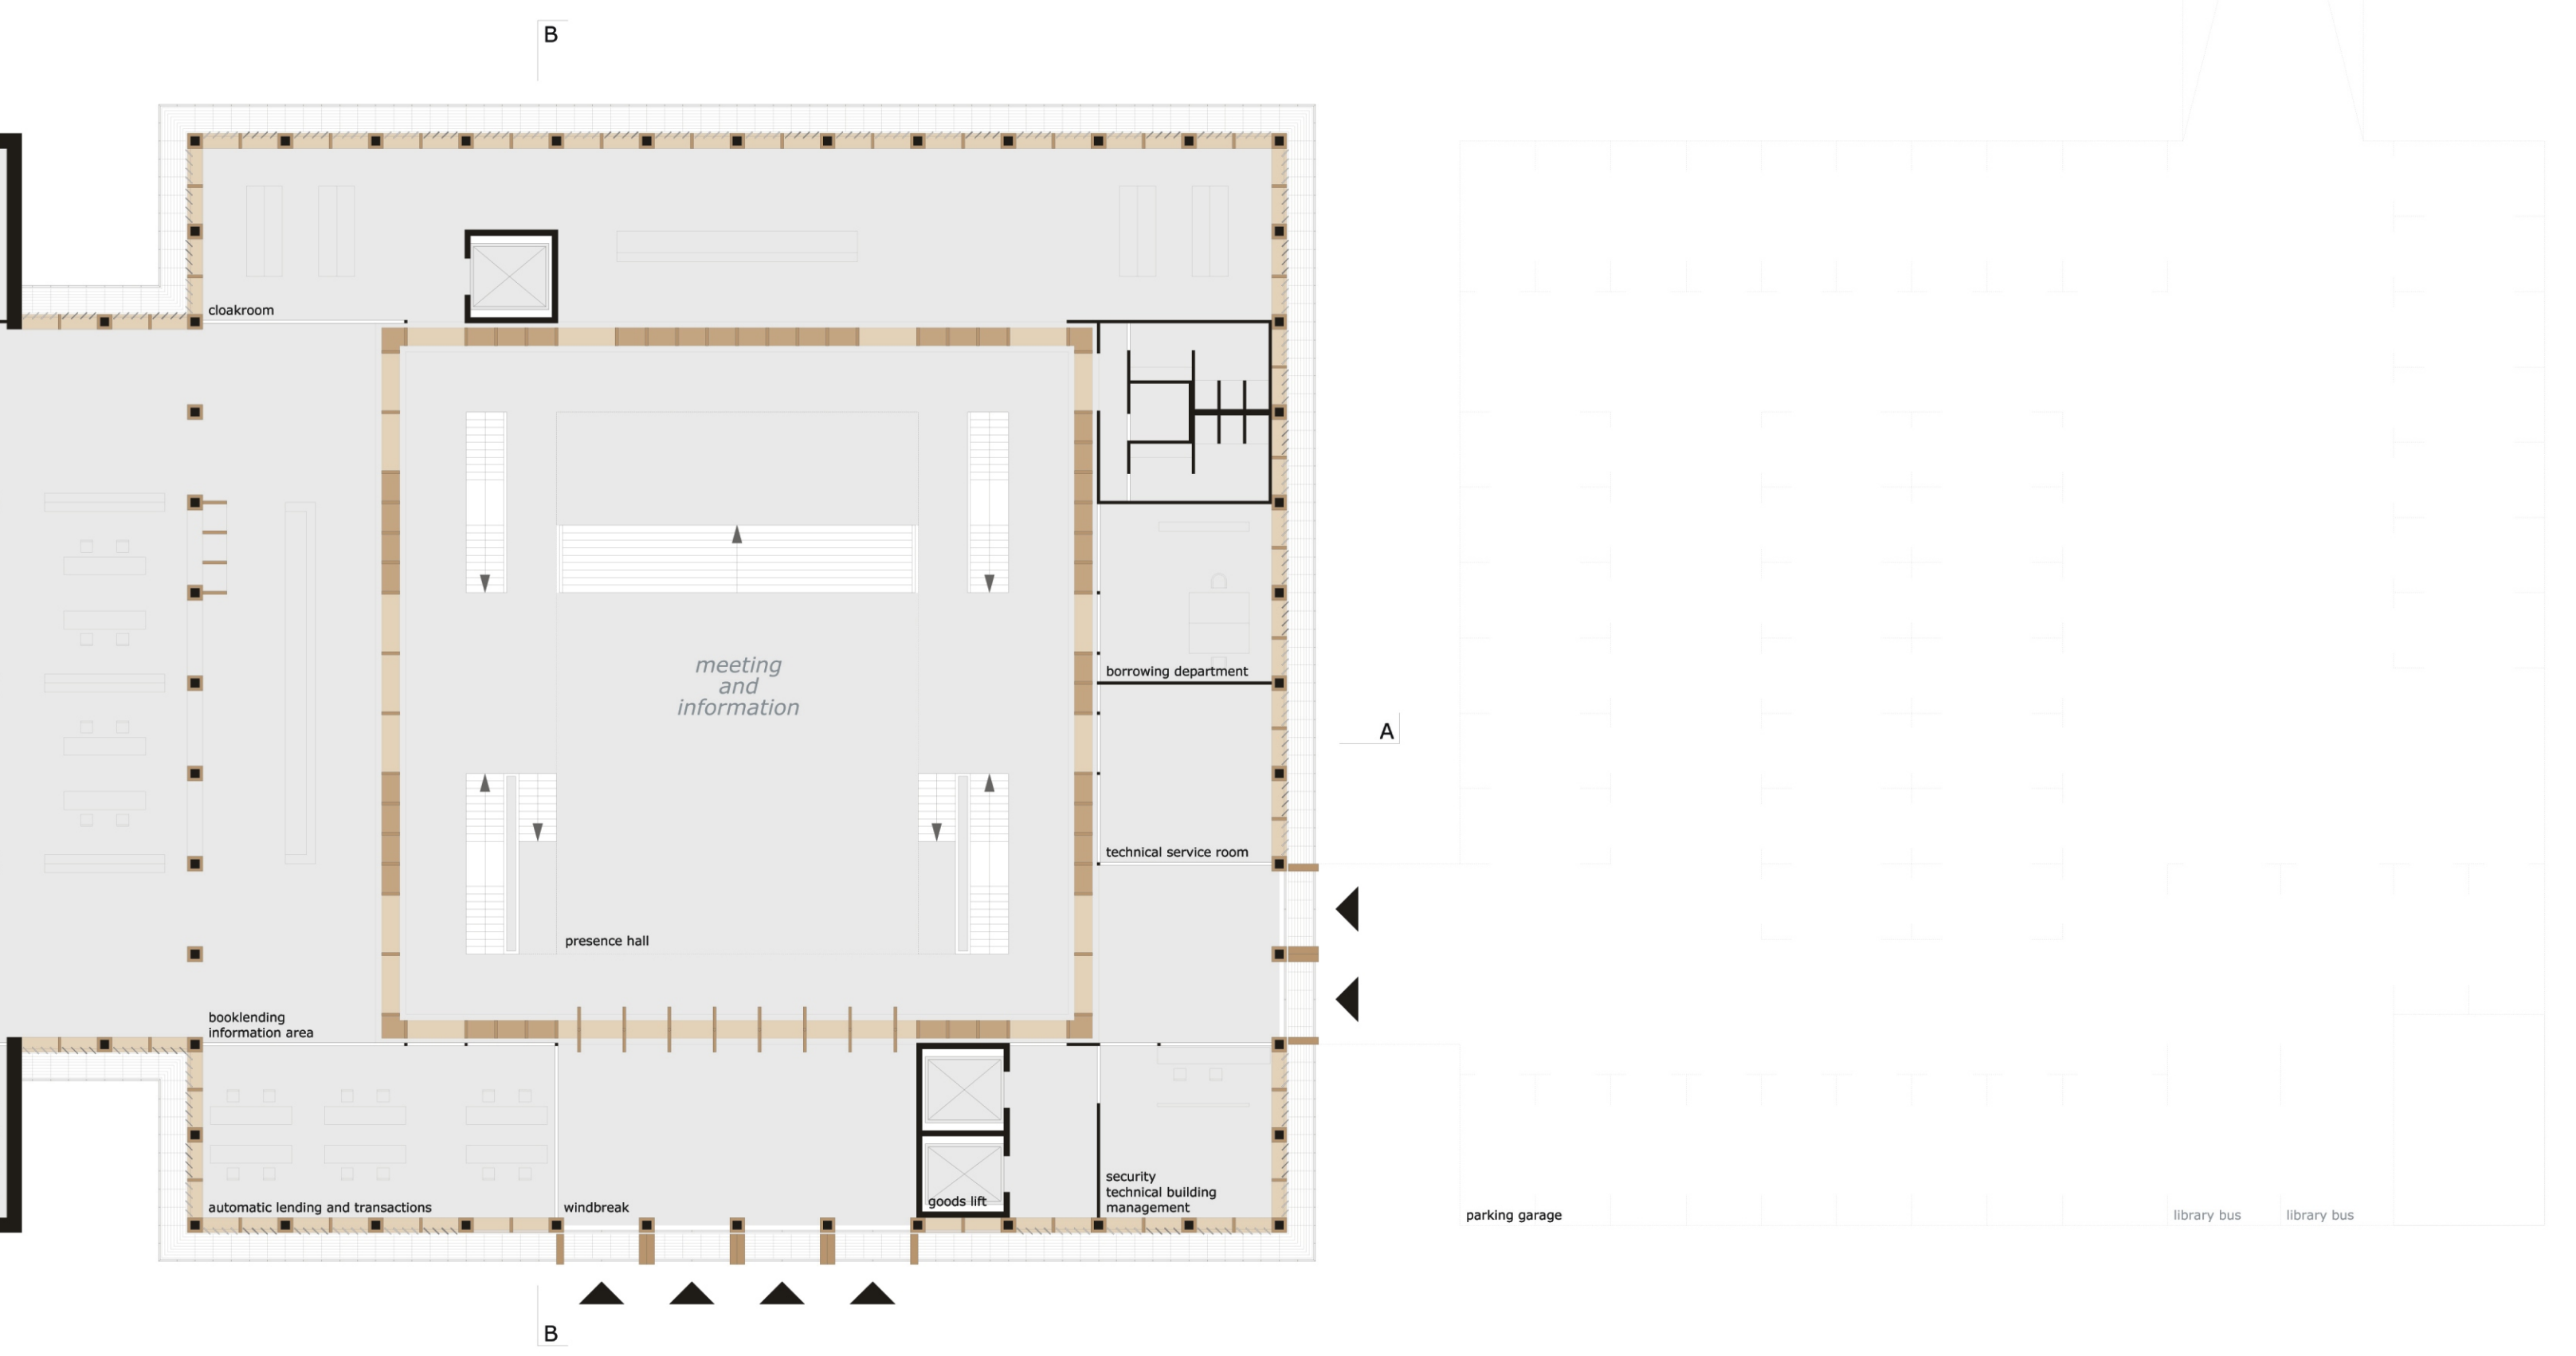 B
cloakroom
meeting
and
information
borrowing department
A
technical service room
presence hall
booklending
information area
automatic lending and transactions
windbreak
goods lift
security
technical building
management
parking garage
library bus
library bus
B